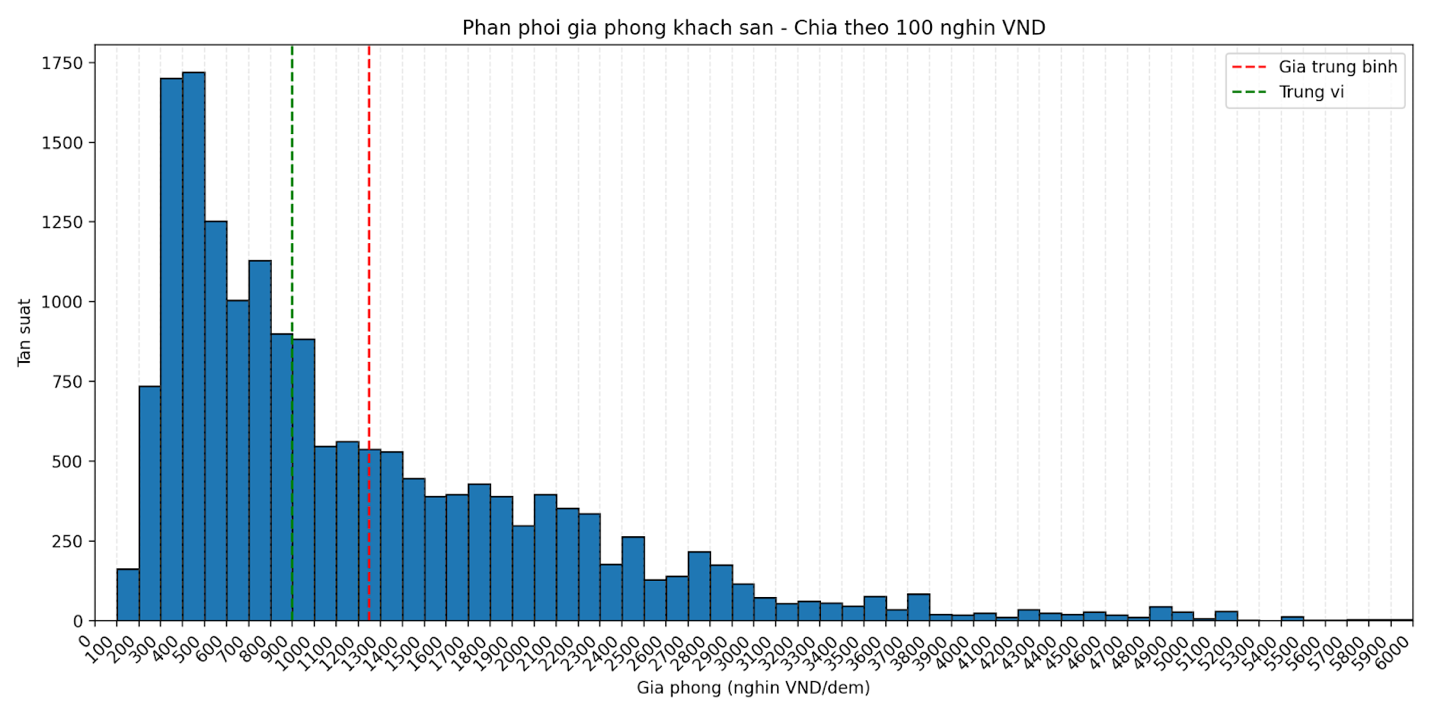 Phan phoi gia phong khach san - Chia theo 100 nghin VND
Gia trung binh
Trung vi
Tan suat
1750
1500
1250
1000
750
500
250
0
0 100 200 300 400 500 600 700 800 900 1000 1100 1200 1300 1400 1500 1600 1700 1800 1900 2000 2100 2200 2300 2400 2500 2600 2700 2800 2900 3000 3100 3200 3300 3400 3500 3600 3700 3800 3900 4000 4100 4200 4300 4400 4500 4600 4700 4800 4900 5000 5100 5200 5300 5400 5500 5600 5700 5800 5900 6000
Gia phong (nghin VND/dem)